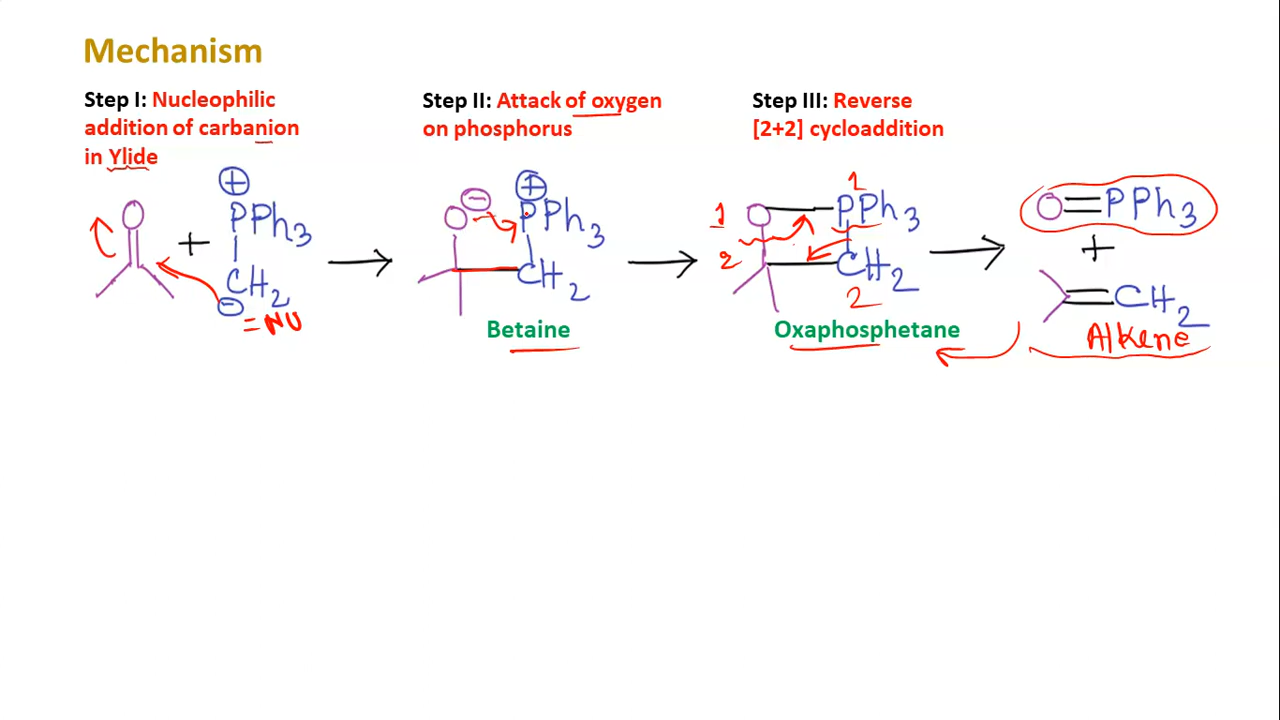 Mechanism
Step I: Nucleophilic
addition of carbanion
in Ylide
Step II: Attack of oxygen
on phosphorus
Step III: Reverse
[2+2] cycloaddition
O
+
⊕
PPh3
CH2
⊖
= NU
O ⊖
⊕
PPh3
CH2
Betaine
1 O
1
PPh3
2
CH2
2
Oxaphosphetane
O=PPh3
+
=CH2
Alkene